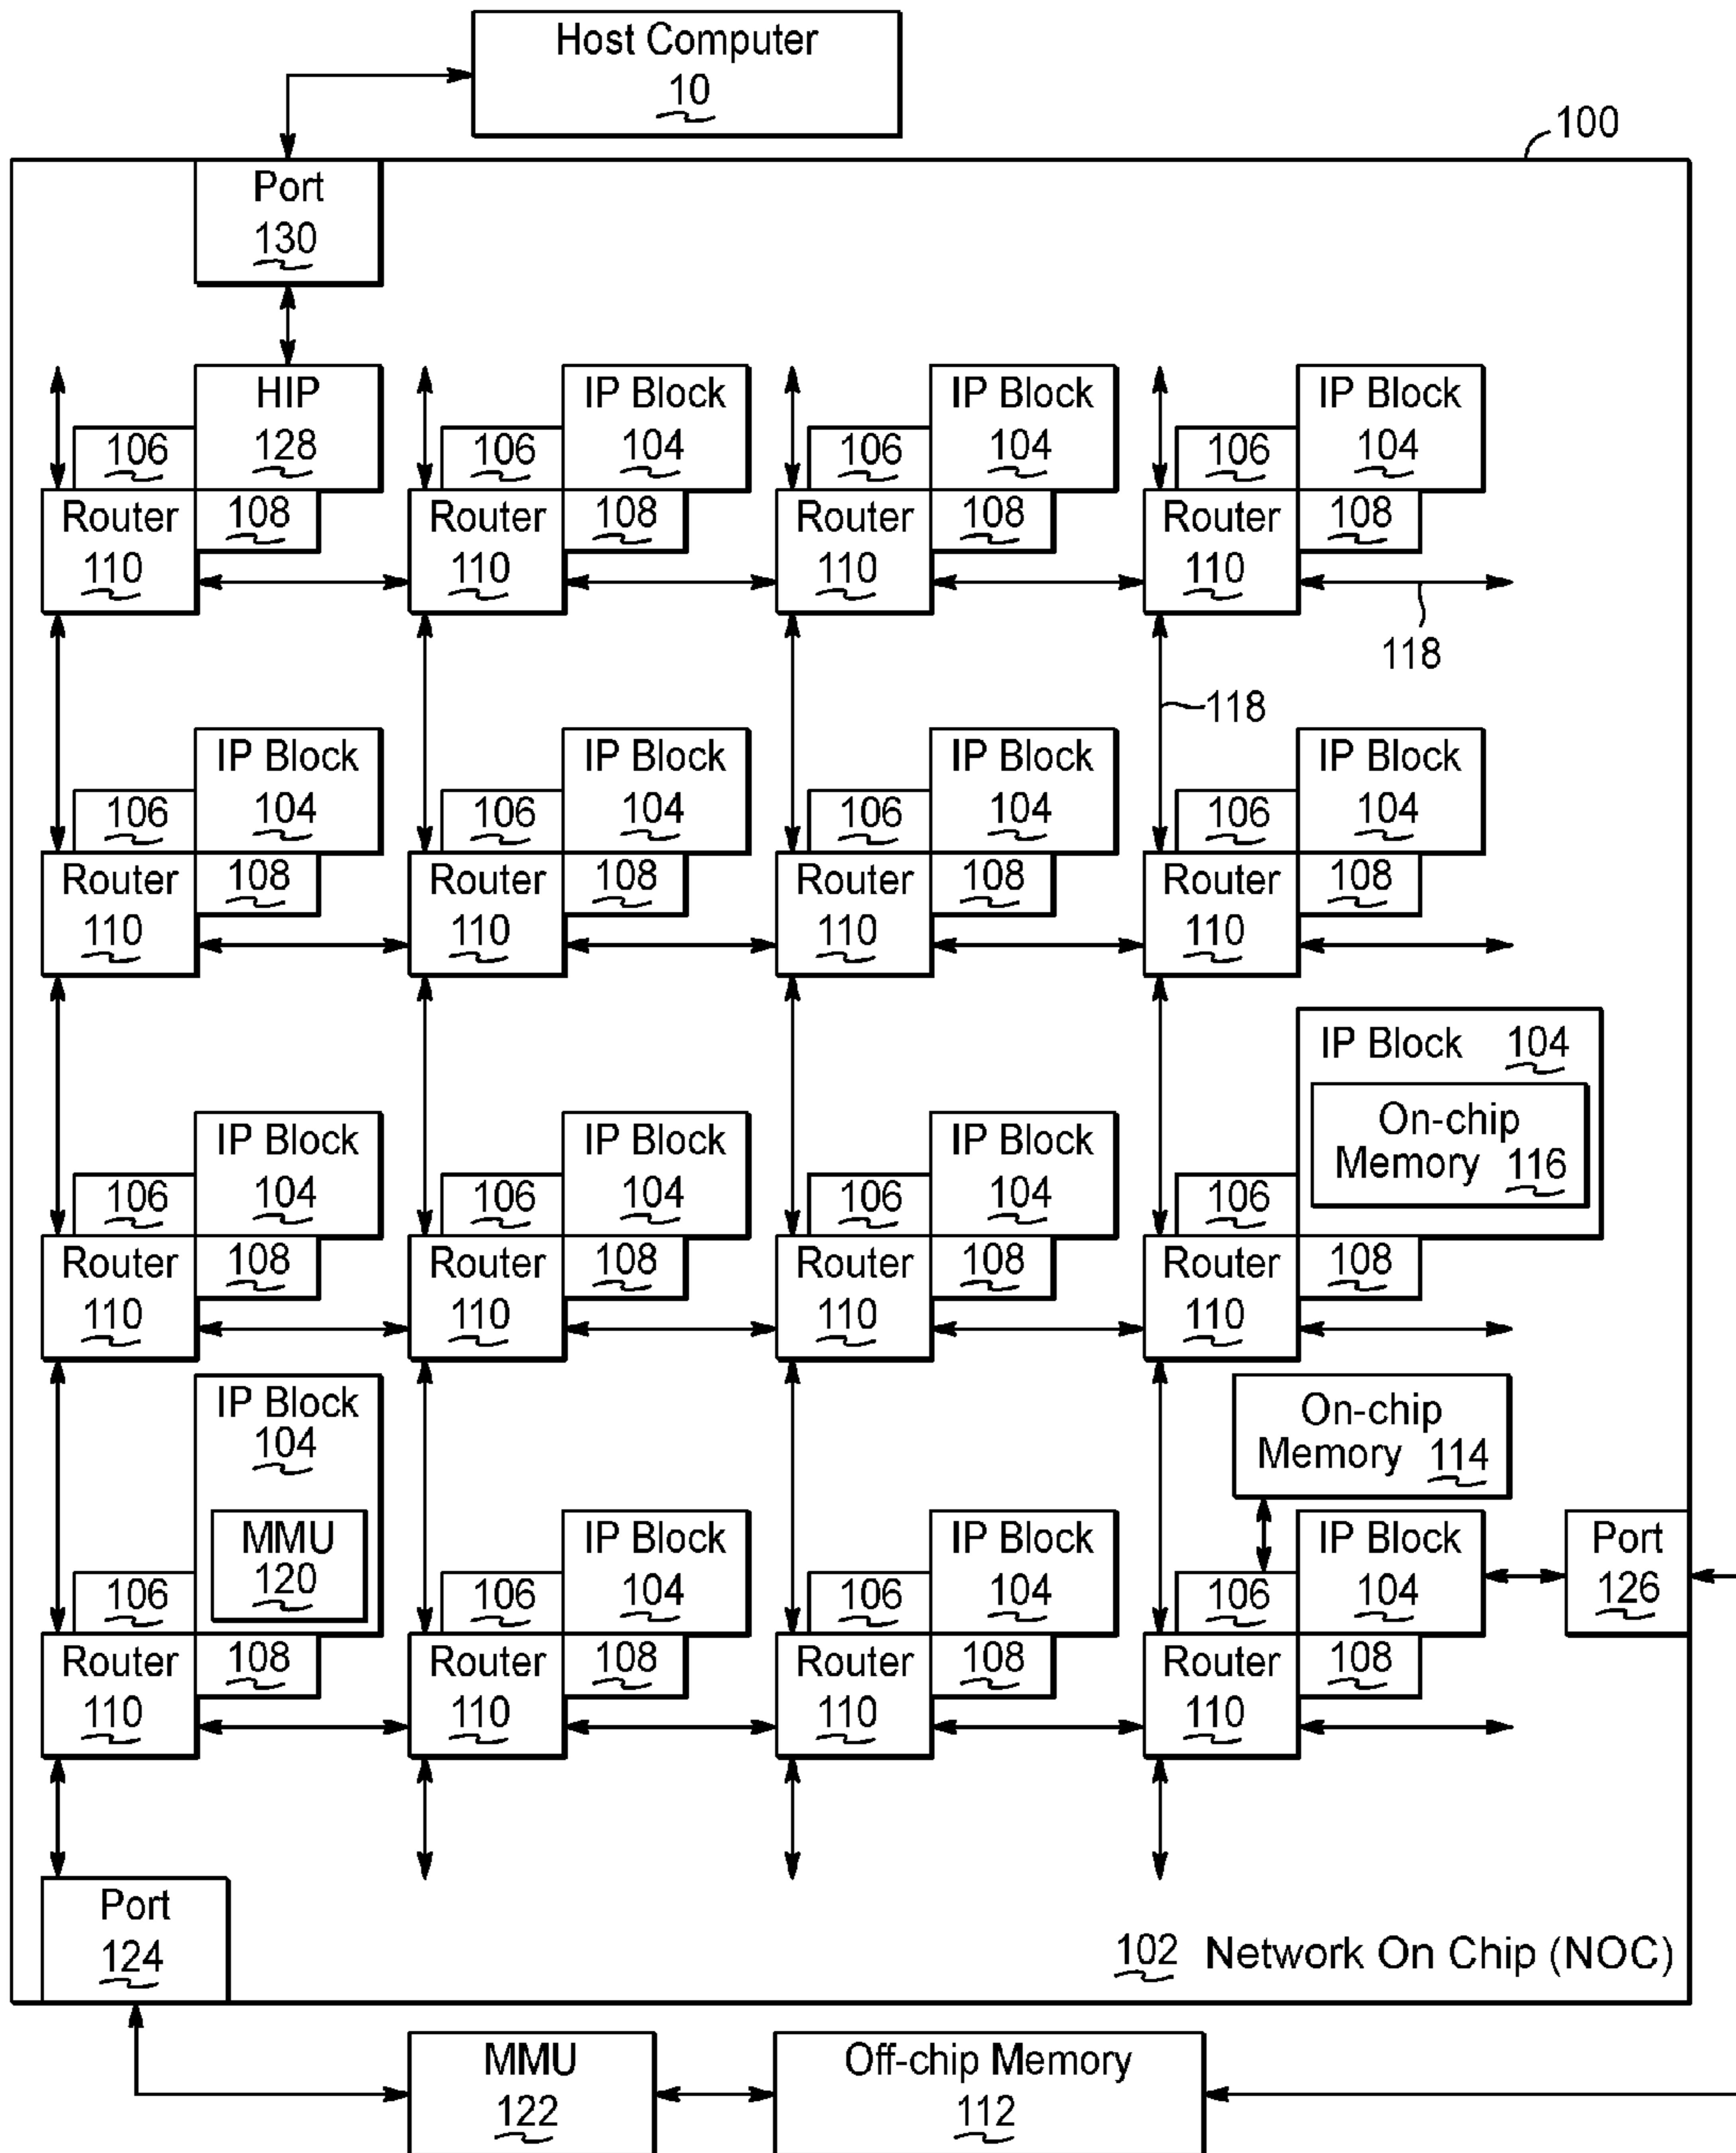 Host Computer
10
100
Port
130
HIP
128
106
Router
110
108
IP Block
104
106
Router
110
108
IP Block
104
106
Router
110
108
IP Block
104
106
Router
110
108
118
118
IP Block
104
106
Router
110
108
IP Block
104
106
Router
110
108
IP Block
104
106
Router
110
108
IP Block
104
106
Router
110
108
IP Block
104
106
Router
110
108
IP Block
104
106
Router
110
108
IP Block
104
106
Router
110
108
IP Block 104
On-chip
Memory 116
106
Router
110
108
IP Block
104
MMU
120
106
Router
110
108
IP Block
104
106
Router
110
108
IP Block
104
106
Router
110
108
On-chip
Memory 114
IP Block
104
106
Router
110
108
Port
126
Port
124
102 Network On Chip (NOC)
MMU
122
Off-chip Memory
112